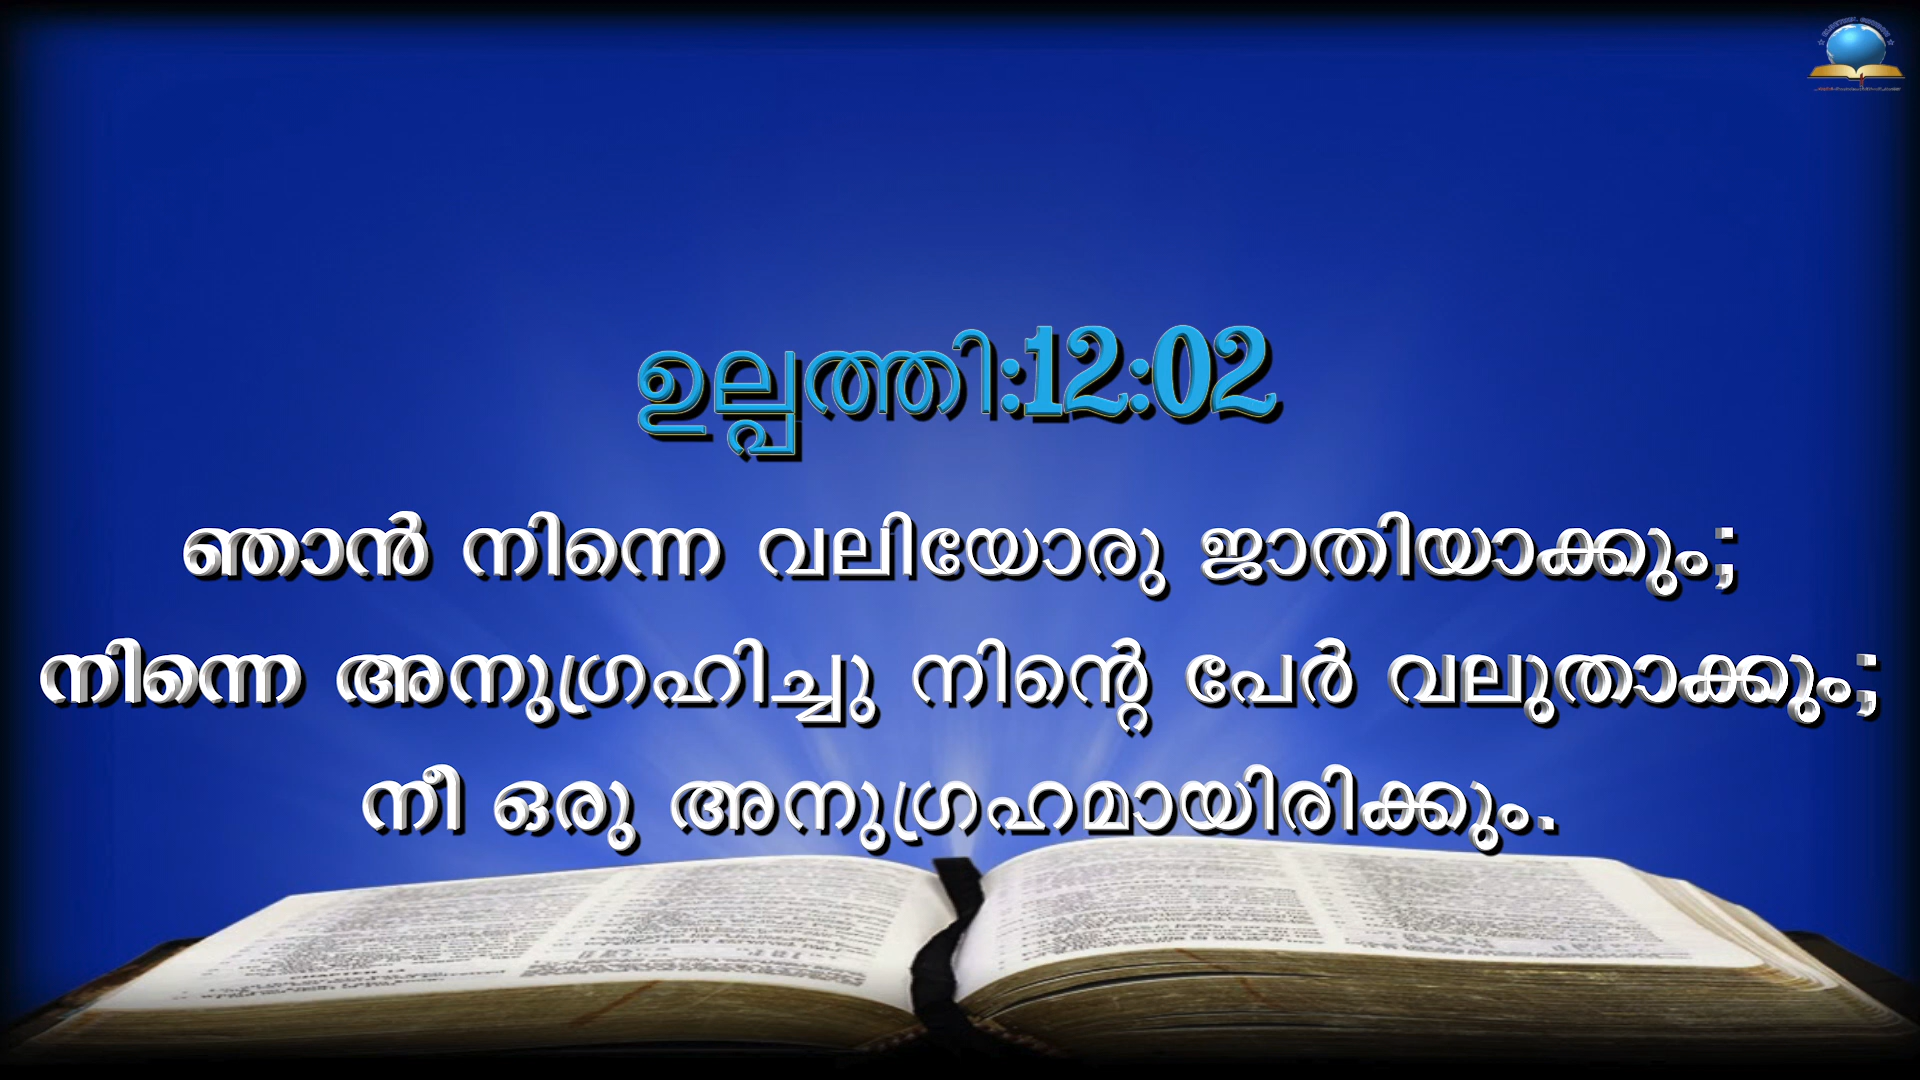 ഉല്പത്തി:12:02
ഞാൻ നിന്നെ വലിയോരു ജാതിയാക്കും;
നിന്നെ അനുഗ്രഹിച്ചു നിന്റെ പേർ വലുതാക്കും;
നീ ഒരു അനുഗ്രഹമായിരിക്കും.